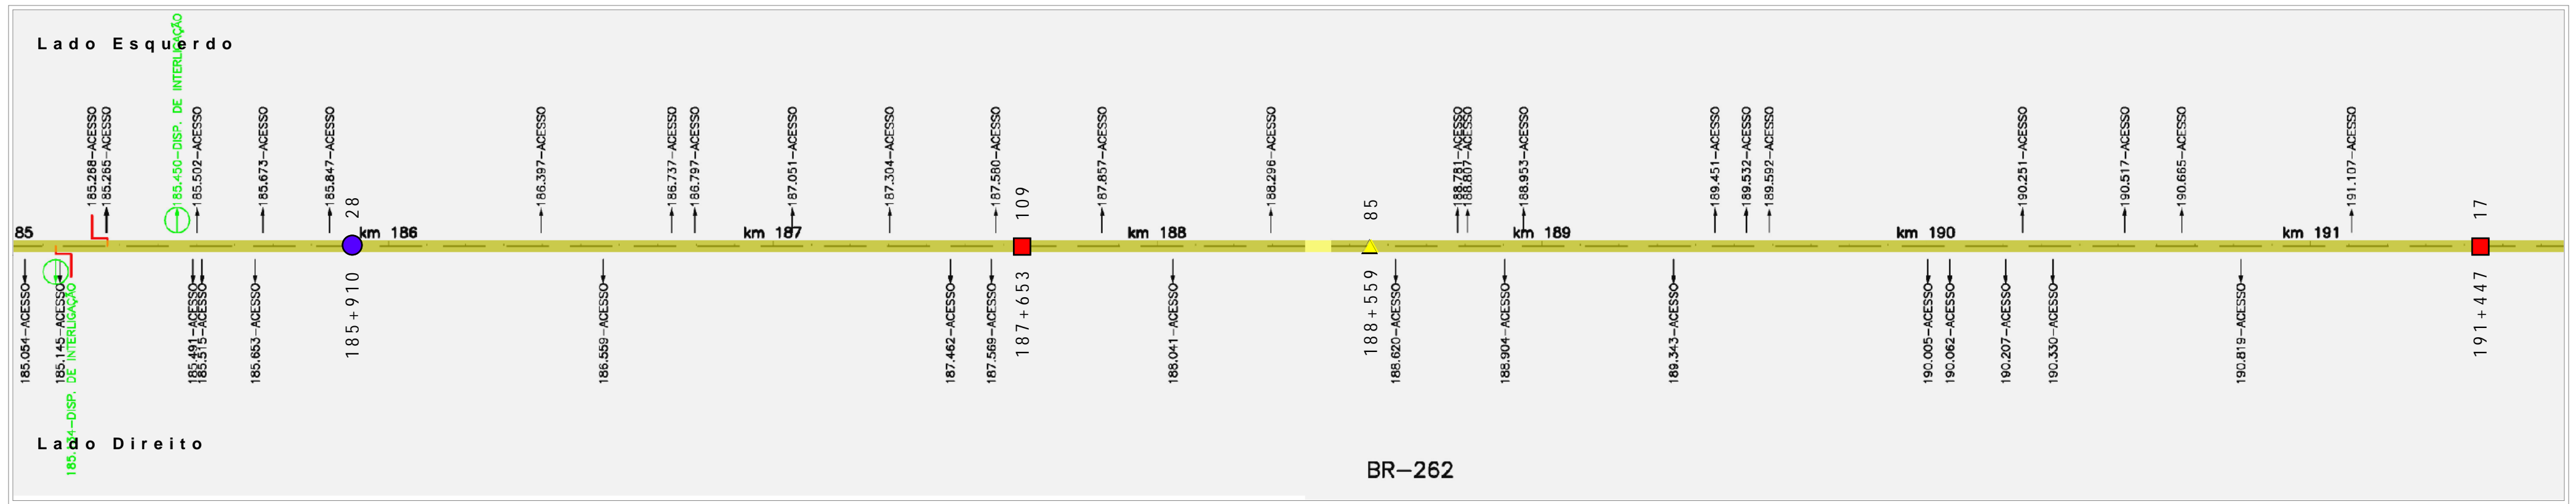 Lado Esquerdo
185.288-ACESSO
185.265-ACESSO
185.450-DISP. DE INTERLIGAÇÃO
185.502-ACESSO
185.673-ACESSO
185.847-ACESSO
28
186.397-ACESSO
186.737-ACESSO
186.797-ACESSO
187.051-ACESSO
187.304-ACESSO
187.580-ACESSO
109
187.857-ACESSO
188.296-ACESSO
85
188.781-ACESSO
188.807-ACESSO
188.953-ACESSO
189.451-ACESSO
189.532-ACESSO
189.592-ACESSO
190.251-ACESSO
190.517-ACESSO
190.665-ACESSO
191.107-ACESSO
17
85
km 186
km 187
km 188
km 189
km 190
km 191
185.054-ACESSO
185.145-ACESSO
DISP. DE INTERLIGAÇÃO
185.491-ACESSO
185.515-ACESSO
185.653-ACESSO
185+910
186.559-ACESSO
187.462-ACESSO
187.569-ACESSO
187+653
188.041-ACESSO
188+559
188.620-ACESSO
188.904-ACESSO
189.343-ACESSO
190.005-ACESSO
190.062-ACESSO
190.207-ACESSO
190.330-ACESSO
190.819-ACESSO
191+447
Lado Direito
BR-262